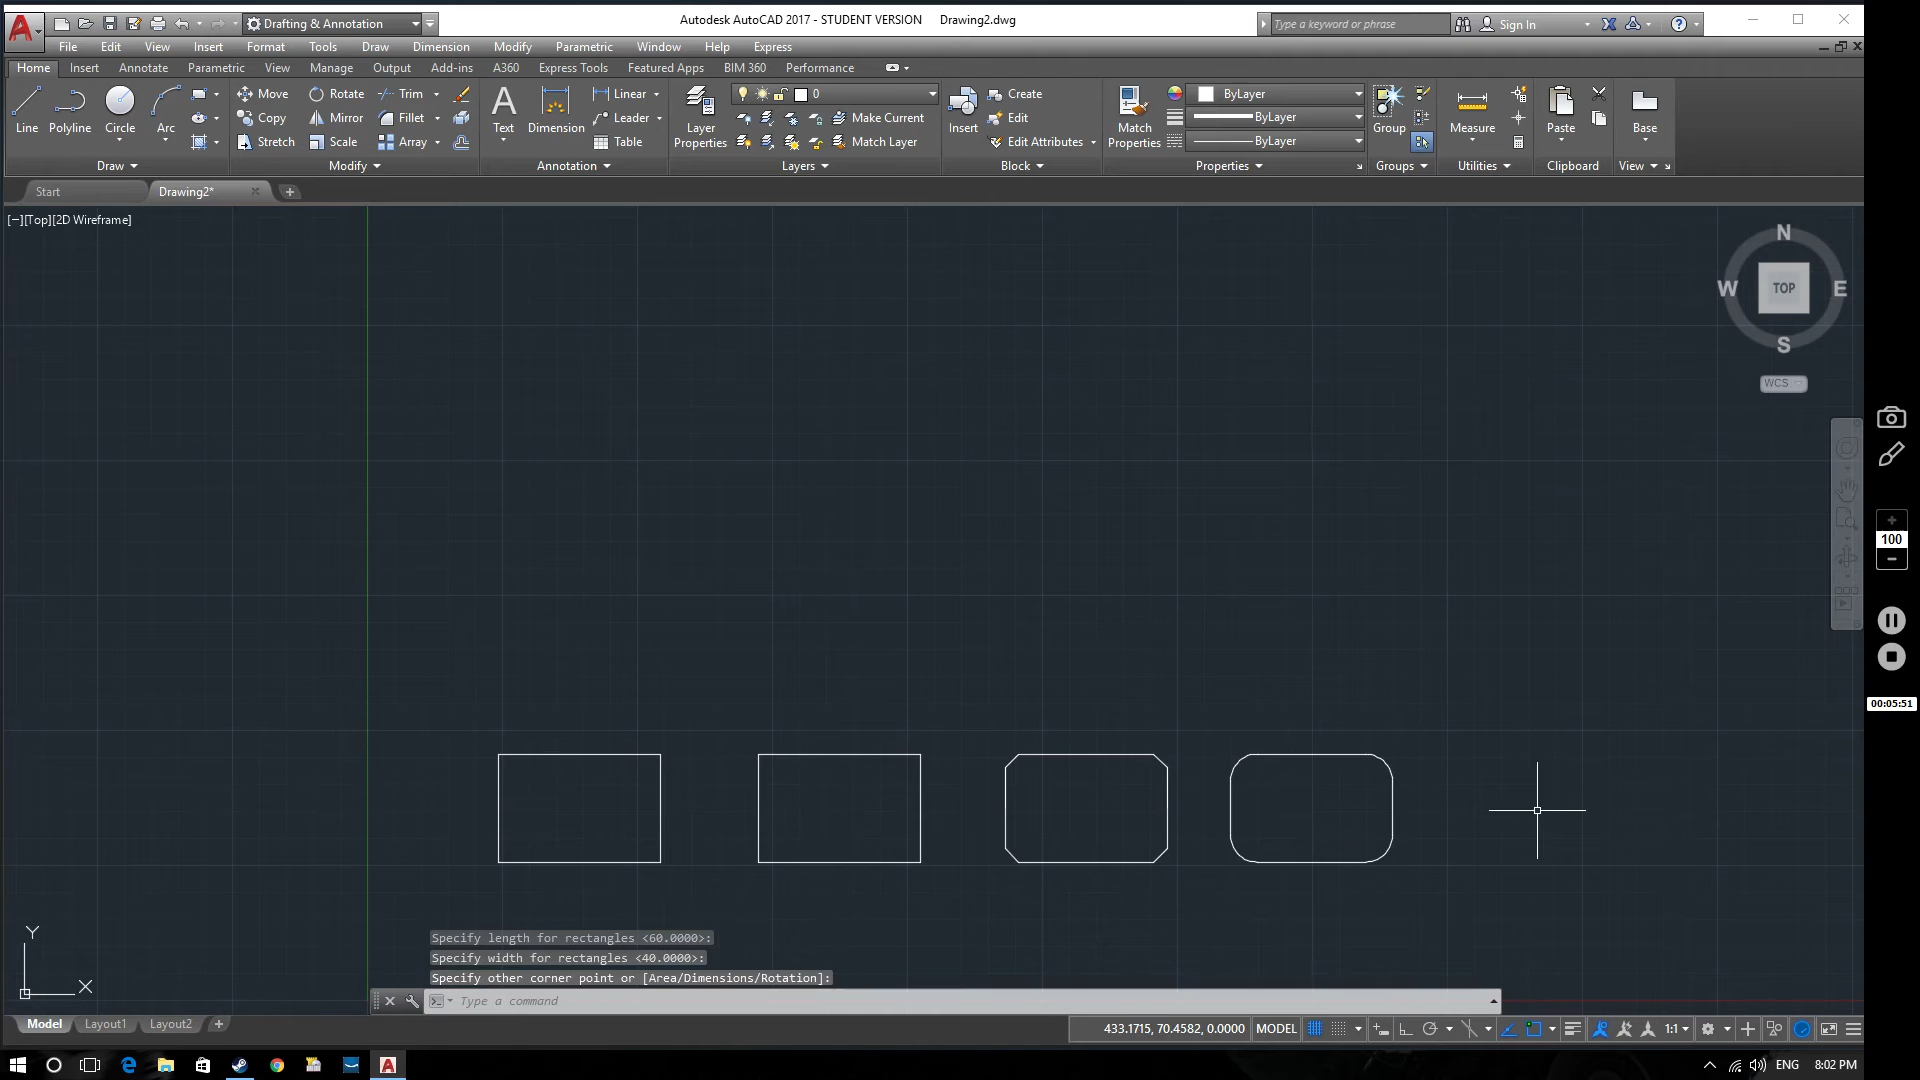 Drafting & Annotation
Autodesk AutoCAD 2017 - STUDENT VERSION Drawing2.dwg
Type a keyword or phrase
Sign In
File Edit View Insert Format Tools Draw Dimension Modify Parametric Window Help Express
Home Insert Annotate Parametric View Manage Output Add-ins A360 Express Tools Featured Apps BIM 360 Performance
Move Rotate Trim Linear 0 Create ByLayer
Copy Mirror Fillet Leader Make Current Edit ByLayer
Line Polyline Circle Arc Text Dimension Layer Properties Insert Match Properties Group Measure Paste Base
Stretch Scale Array Table Match Layer Edit Attributes ByLayer
Draw Modify Annotation Layers Block Properties Groups Utilities Clipboard View
Start Drawing2*
[−][Top][2D Wireframe]
N
W TOP E
S
WCS
100
00:05:51
Specify length for rectangles <60.0000>:
Specify width for rectangles <40.0000>:
Specify other corner point or [Area/Dimensions/Rotation]:
Y
X
Type a command
Model Layout1 Layout2
433.1715, 70.4582, 0.0000 MODEL 1:1
ENG 8:02 PM